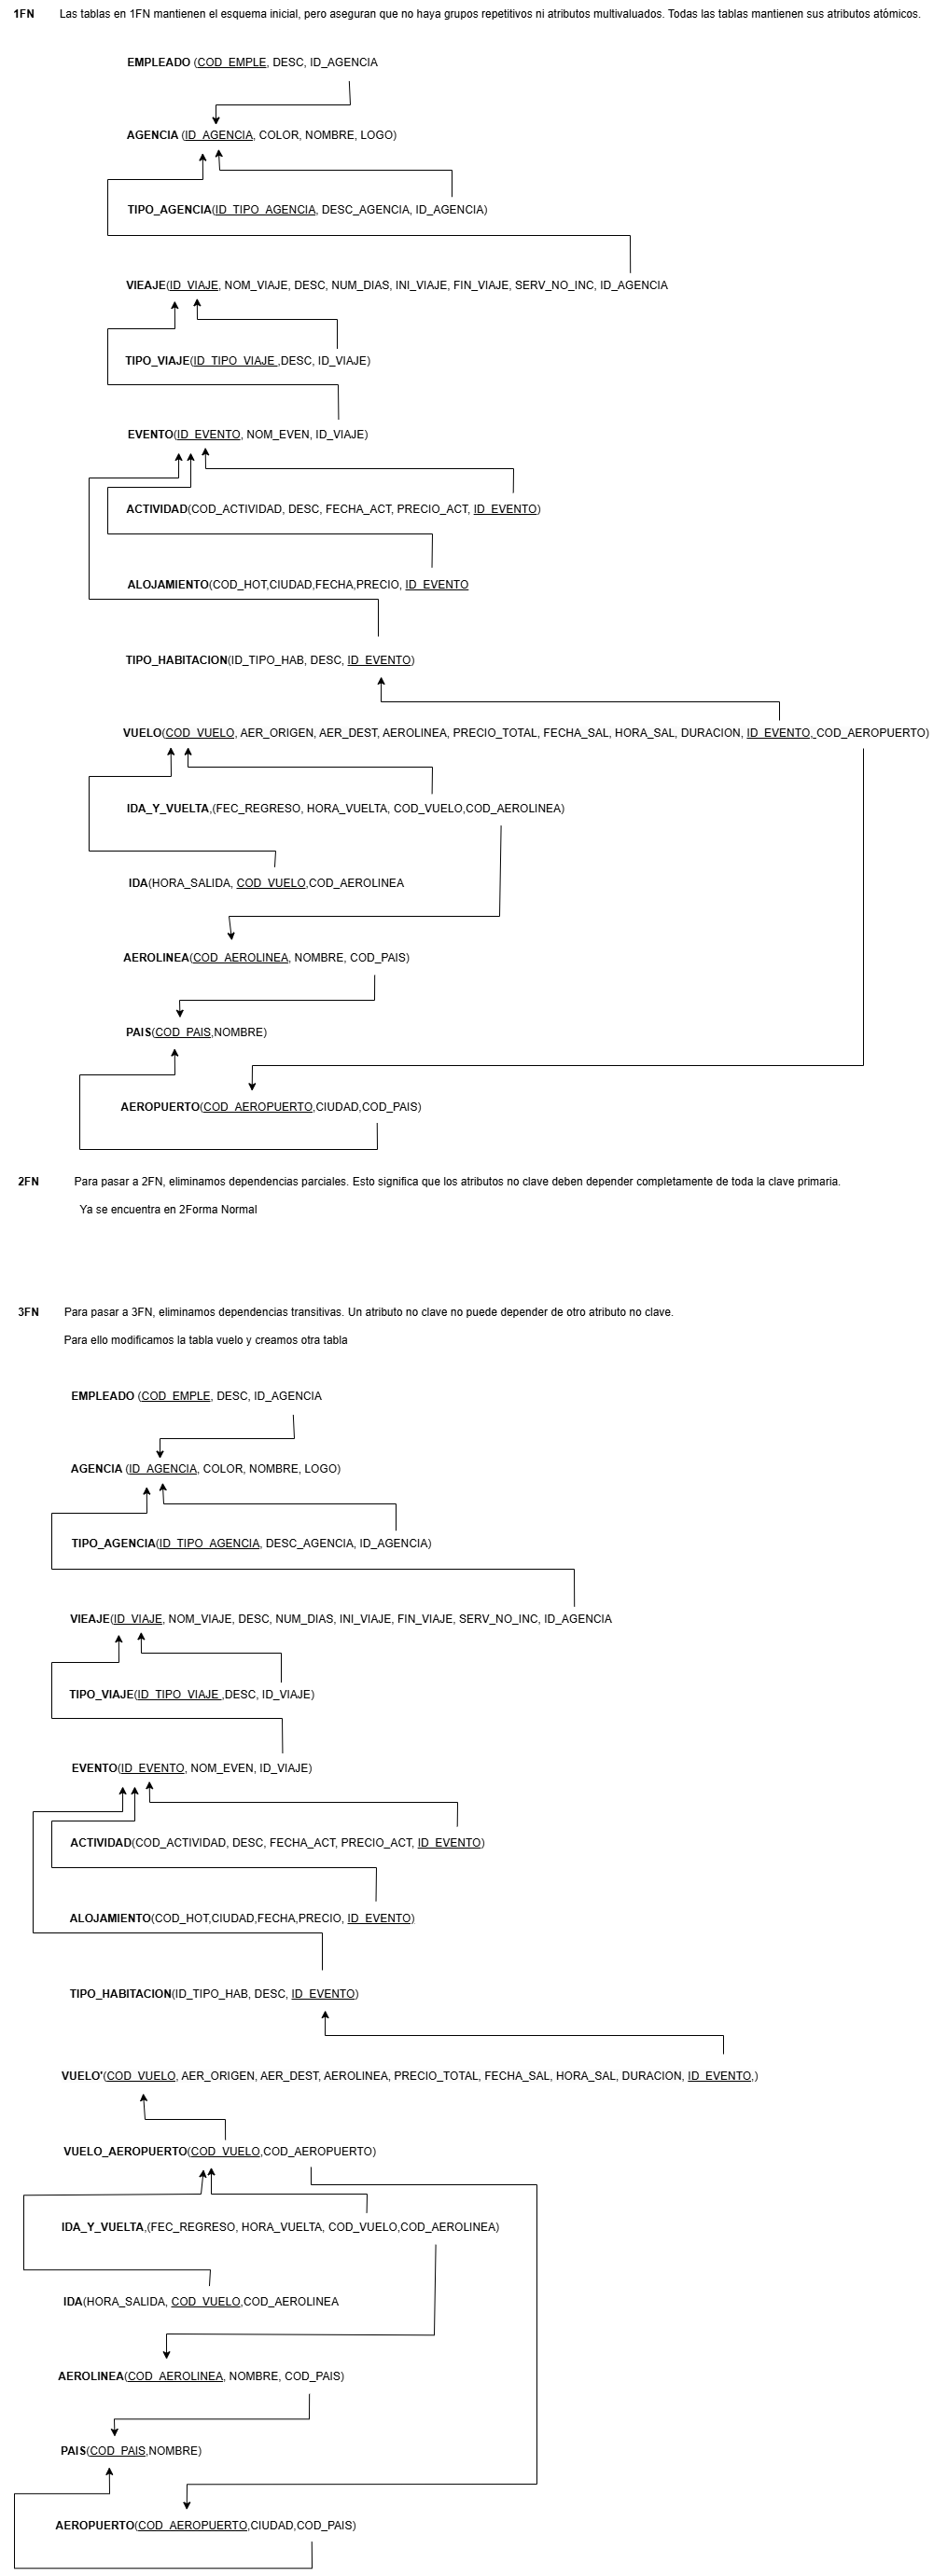 1FN Las tablas en 1FN mantienen el esquema inicial, pero aseguran que no haya grupos repetitivos ni atributos multivaluados. Todas las tablas mantienen sus atributos atómicos.
EMPLEADO (COD_EMPLE, DESC, ID_AGENCIA
AGENCIA (ID_AGENCIA, COLOR, NOMBRE, LOGO)
TIPO_AGENCIA(ID_TIPO_AGENCIA, DESC_AGENCIA, ID_AGENCIA)
VIEAJE(ID_VIAJE, NOM_VIAJE, DESC, NUM_DIAS, INI_VIAJE, FIN_VIAJE, SERV_NO_INC, ID_AGENCIA
TIPO_VIAJE(ID_TIPO_VIAJE ,DESC, ID_VIAJE)
EVENTO(ID_EVENTO, NOM_EVEN, ID_VIAJE)
ACTIVIDAD(COD_ACTIVIDAD, DESC, FECHA_ACT, PRECIO_ACT, ID_EVENTO)
ALOJAMIENTO(COD_HOT,CIUDAD,FECHA,PRECIO, ID_EVENTO
TIPO_HABITACION(ID_TIPO_HAB, DESC, ID_EVENTO)
VUELO(COD_VUELO, AER_ORIGEN, AER_DEST, AEROLINEA, PRECIO_TOTAL, FECHA_SAL, HORA_SAL, DURACION, ID_EVENTO, COD_AEROPUERTO)
IDA_Y_VUELTA,(FEC_REGRESO, HORA_VUELTA, COD_VUELO,COD_AEROLINEA)
IDA(HORA_SALIDA, COD_VUELO,COD_AEROLINEA
AEROLINEA(COD_AEROLINEA, NOMBRE, COD_PAIS)
PAIS(COD_PAIS,NOMBRE)
AEROPUERTO(COD_AEROPUERTO,CIUDAD,COD_PAIS)
2FN Para pasar a 2FN, eliminamos dependencias parciales. Esto significa que los atributos no clave deben depender completamente de toda la clave primaria.
Ya se encuentra en 2Forma Normal
3FN Para pasar a 3FN, eliminamos dependencias transitivas. Un atributo no clave no puede depender de otro atributo no clave.
Para ello modificamos la tabla vuelo y creamos otra tabla
EMPLEADO (COD_EMPLE, DESC, ID_AGENCIA
AGENCIA (ID_AGENCIA, COLOR, NOMBRE, LOGO)
TIPO_AGENCIA(ID_TIPO_AGENCIA, DESC_AGENCIA, ID_AGENCIA)
VIEAJE(ID_VIAJE, NOM_VIAJE, DESC, NUM_DIAS, INI_VIAJE, FIN_VIAJE, SERV_NO_INC, ID_AGENCIA
TIPO_VIAJE(ID_TIPO_VIAJE ,DESC, ID_VIAJE)
EVENTO(ID_EVENTO, NOM_EVEN, ID_VIAJE)
ACTIVIDAD(COD_ACTIVIDAD, DESC, FECHA_ACT, PRECIO_ACT, ID_EVENTO)
ALOJAMIENTO(COD_HOT,CIUDAD,FECHA,PRECIO, ID_EVENTO)
TIPO_HABITACION(ID_TIPO_HAB, DESC, ID_EVENTO)
VUELO'(COD_VUELO, AER_ORIGEN, AER_DEST, AEROLINEA, PRECIO_TOTAL, FECHA_SAL, HORA_SAL, DURACION, ID_EVENTO,)
VUELO_AEROPUERTO(COD_VUELO,COD_AEROPUERTO)
IDA_Y_VUELTA,(FEC_REGRESO, HORA_VUELTA, COD_VUELO,COD_AEROLINEA)
IDA(HORA_SALIDA, COD_VUELO,COD_AEROLINEA
AEROLINEA(COD_AEROLINEA, NOMBRE, COD_PAIS)
PAIS(COD_PAIS,NOMBRE)
AEROPUERTO(COD_AEROPUERTO,CIUDAD,COD_PAIS)